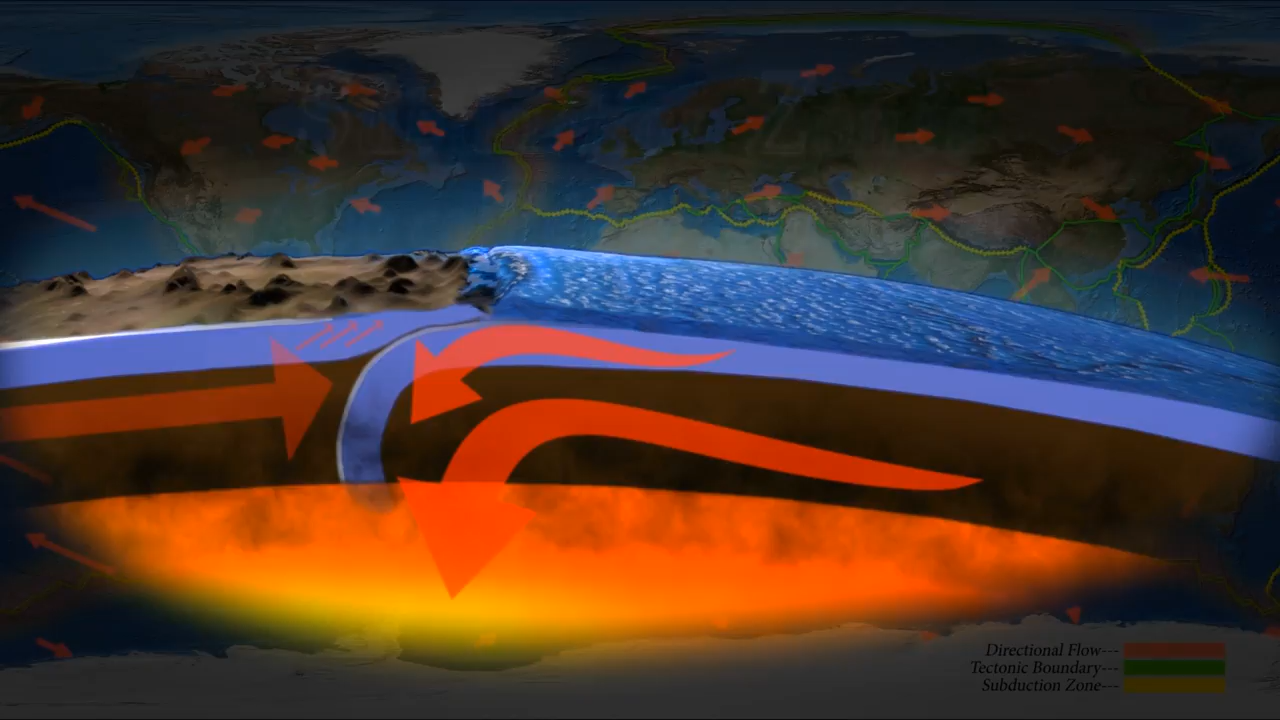 Directional Flow---
Tectonic Boundary---
Subduction Zone---